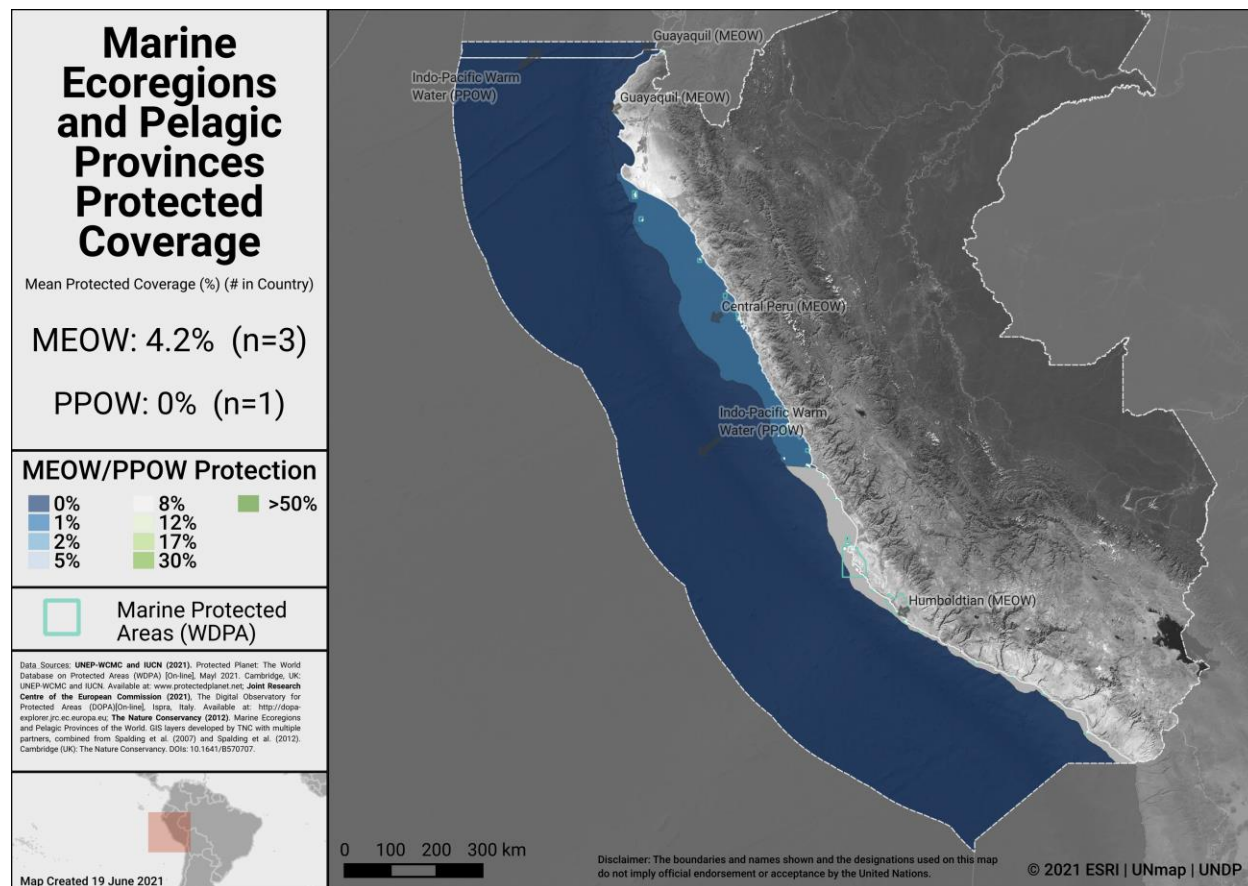 Marine
Ecoregions
and Pelagic
Provinces
Protected
Coverage
Mean Protected Coverage (%) (# in Country)
MEOW: 4.2% (n=3)
PPOW: 0% (n=1)
MEOW/PPOW Protection
0%
1%
2%
5%
8%
12%
17%
30%
>50%
Marine Protected
Areas (WDPA)
Data Sources: UNEP-WCMC and IUCN (2021). Protected Planet: The World
Database on Protected Areas (WDPA) [On-line], Mayl 2021. Cambridge, UK:
UNEP-WCMC and IUCN. Available at: www.protectedplanet.net; Joint Research
Centre of the European Commission (2021), The Digital Observatory for
Protected Areas (DOPA)[On-line], Ispra, Italy. Available at: http://dopa-
explorer.jrc.ec.europa.eu; The Nature Conservancy (2012). Marine Ecoregions
and Pelagic Provinces of the World. GIS layers developed by TNC with multiple
partners, combined from Spalding et al. (2007) and Spalding et al. (2012).
Cambridge (UK): The Nature Conservancy. DOIs: 10.1641/B570707.
Map Created 19 June 2021
Guayaquil (MEOW)
Indo-Pacific Warm
Water (PPOW)
Guayaquil (MEOW)
Central Peru (MEOW)
Indo-Pacific Warm
Water (PPOW)
Humboldtian (MEOW)
0 100 200 300 km
Disclaimer: The boundaries and names shown and the designations used on this map
do not imply official endorsement or acceptance by the United Nations.
© 2021 ESRI | UNmap | UNDP